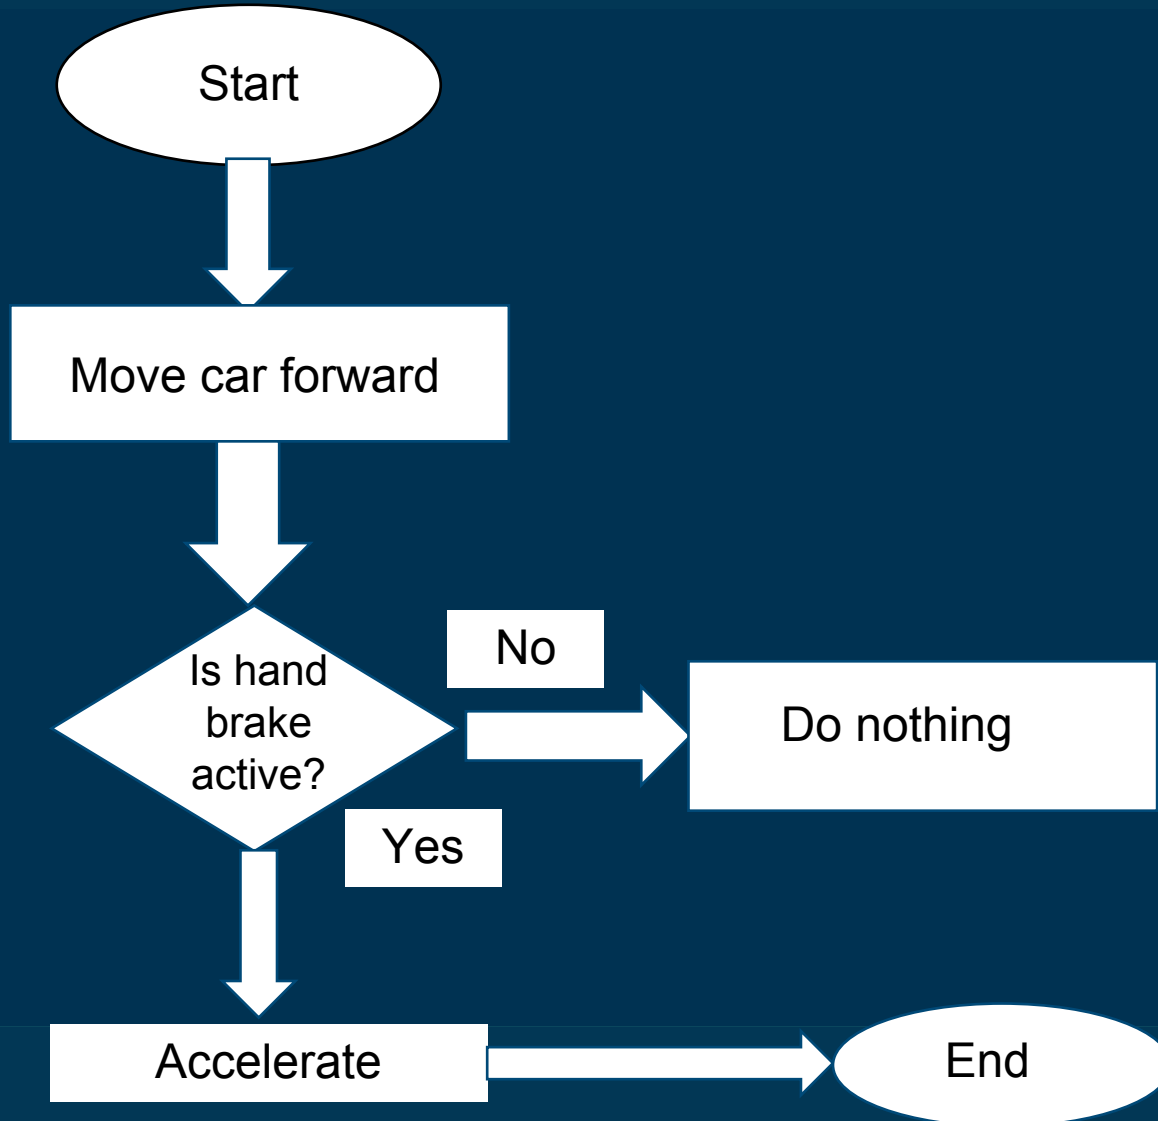 Start
Move car forward
Is hand
brake
active?
No
Do nothing
Yes
Accelerate
End